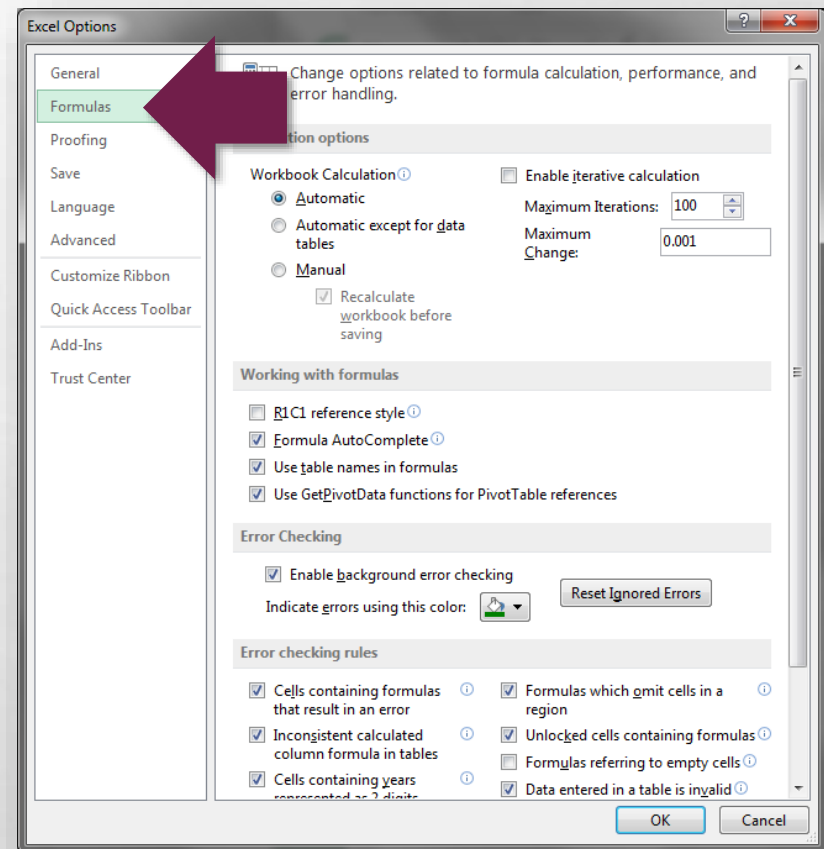 Excel Options
General
Formulas
Proofing
Save
Language
Advanced
Customize Ribbon
Quick Access Toolbar
Add-Ins
Trust Center
Change options related to formula calculation, performance, and
error handling.
options
Workbook Calculation
Automatic
Automatic except for data
tables
Manual
Recalculate
workbook before
saving
Enable iterative calculation
Maximum Iterations: 100
Maximum
Change: 0.001
Working with formulas
R1C1 reference style
Formula AutoComplete
Use table names in formulas
Use GetPivotData functions for PivotTable references
Error Checking
Enable background error checking
Indicate errors using this color:
Reset Ignored Errors
Error checking rules
Cells containing formulas
that result in an error
Inconsistent calculated
column formula in tables
Cells containing years
represented as 2 digits
Formulas which omit cells in a
region
Unlocked cells containing formulas
Formulas referring to empty cells
Data entered in a table is invalid
OK
Cancel